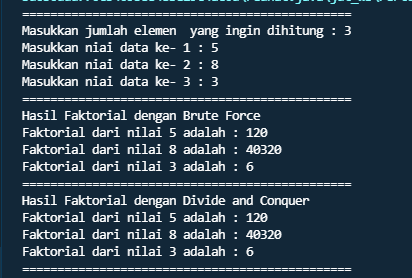 ================================================
Masukkan jumlah elemen  yang ingin dihitung : 3
Masukkan niai data ke- 1 : 5
Masukkan niai data ke- 2 : 8
Masukkan niai data ke- 3 : 3
================================================
Hasil Faktorial dengan Brute Force
Faktorial dari nilai 5 adalah : 120
Faktorial dari nilai 8 adalah : 40320
Faktorial dari nilai 3 adalah : 6
================================================
Hasil Faktorial dengan Divide and Conquer
Faktorial dari nilai 5 adalah : 120
Faktorial dari nilai 8 adalah : 40320
Faktorial dari nilai 3 adalah : 6
================================================